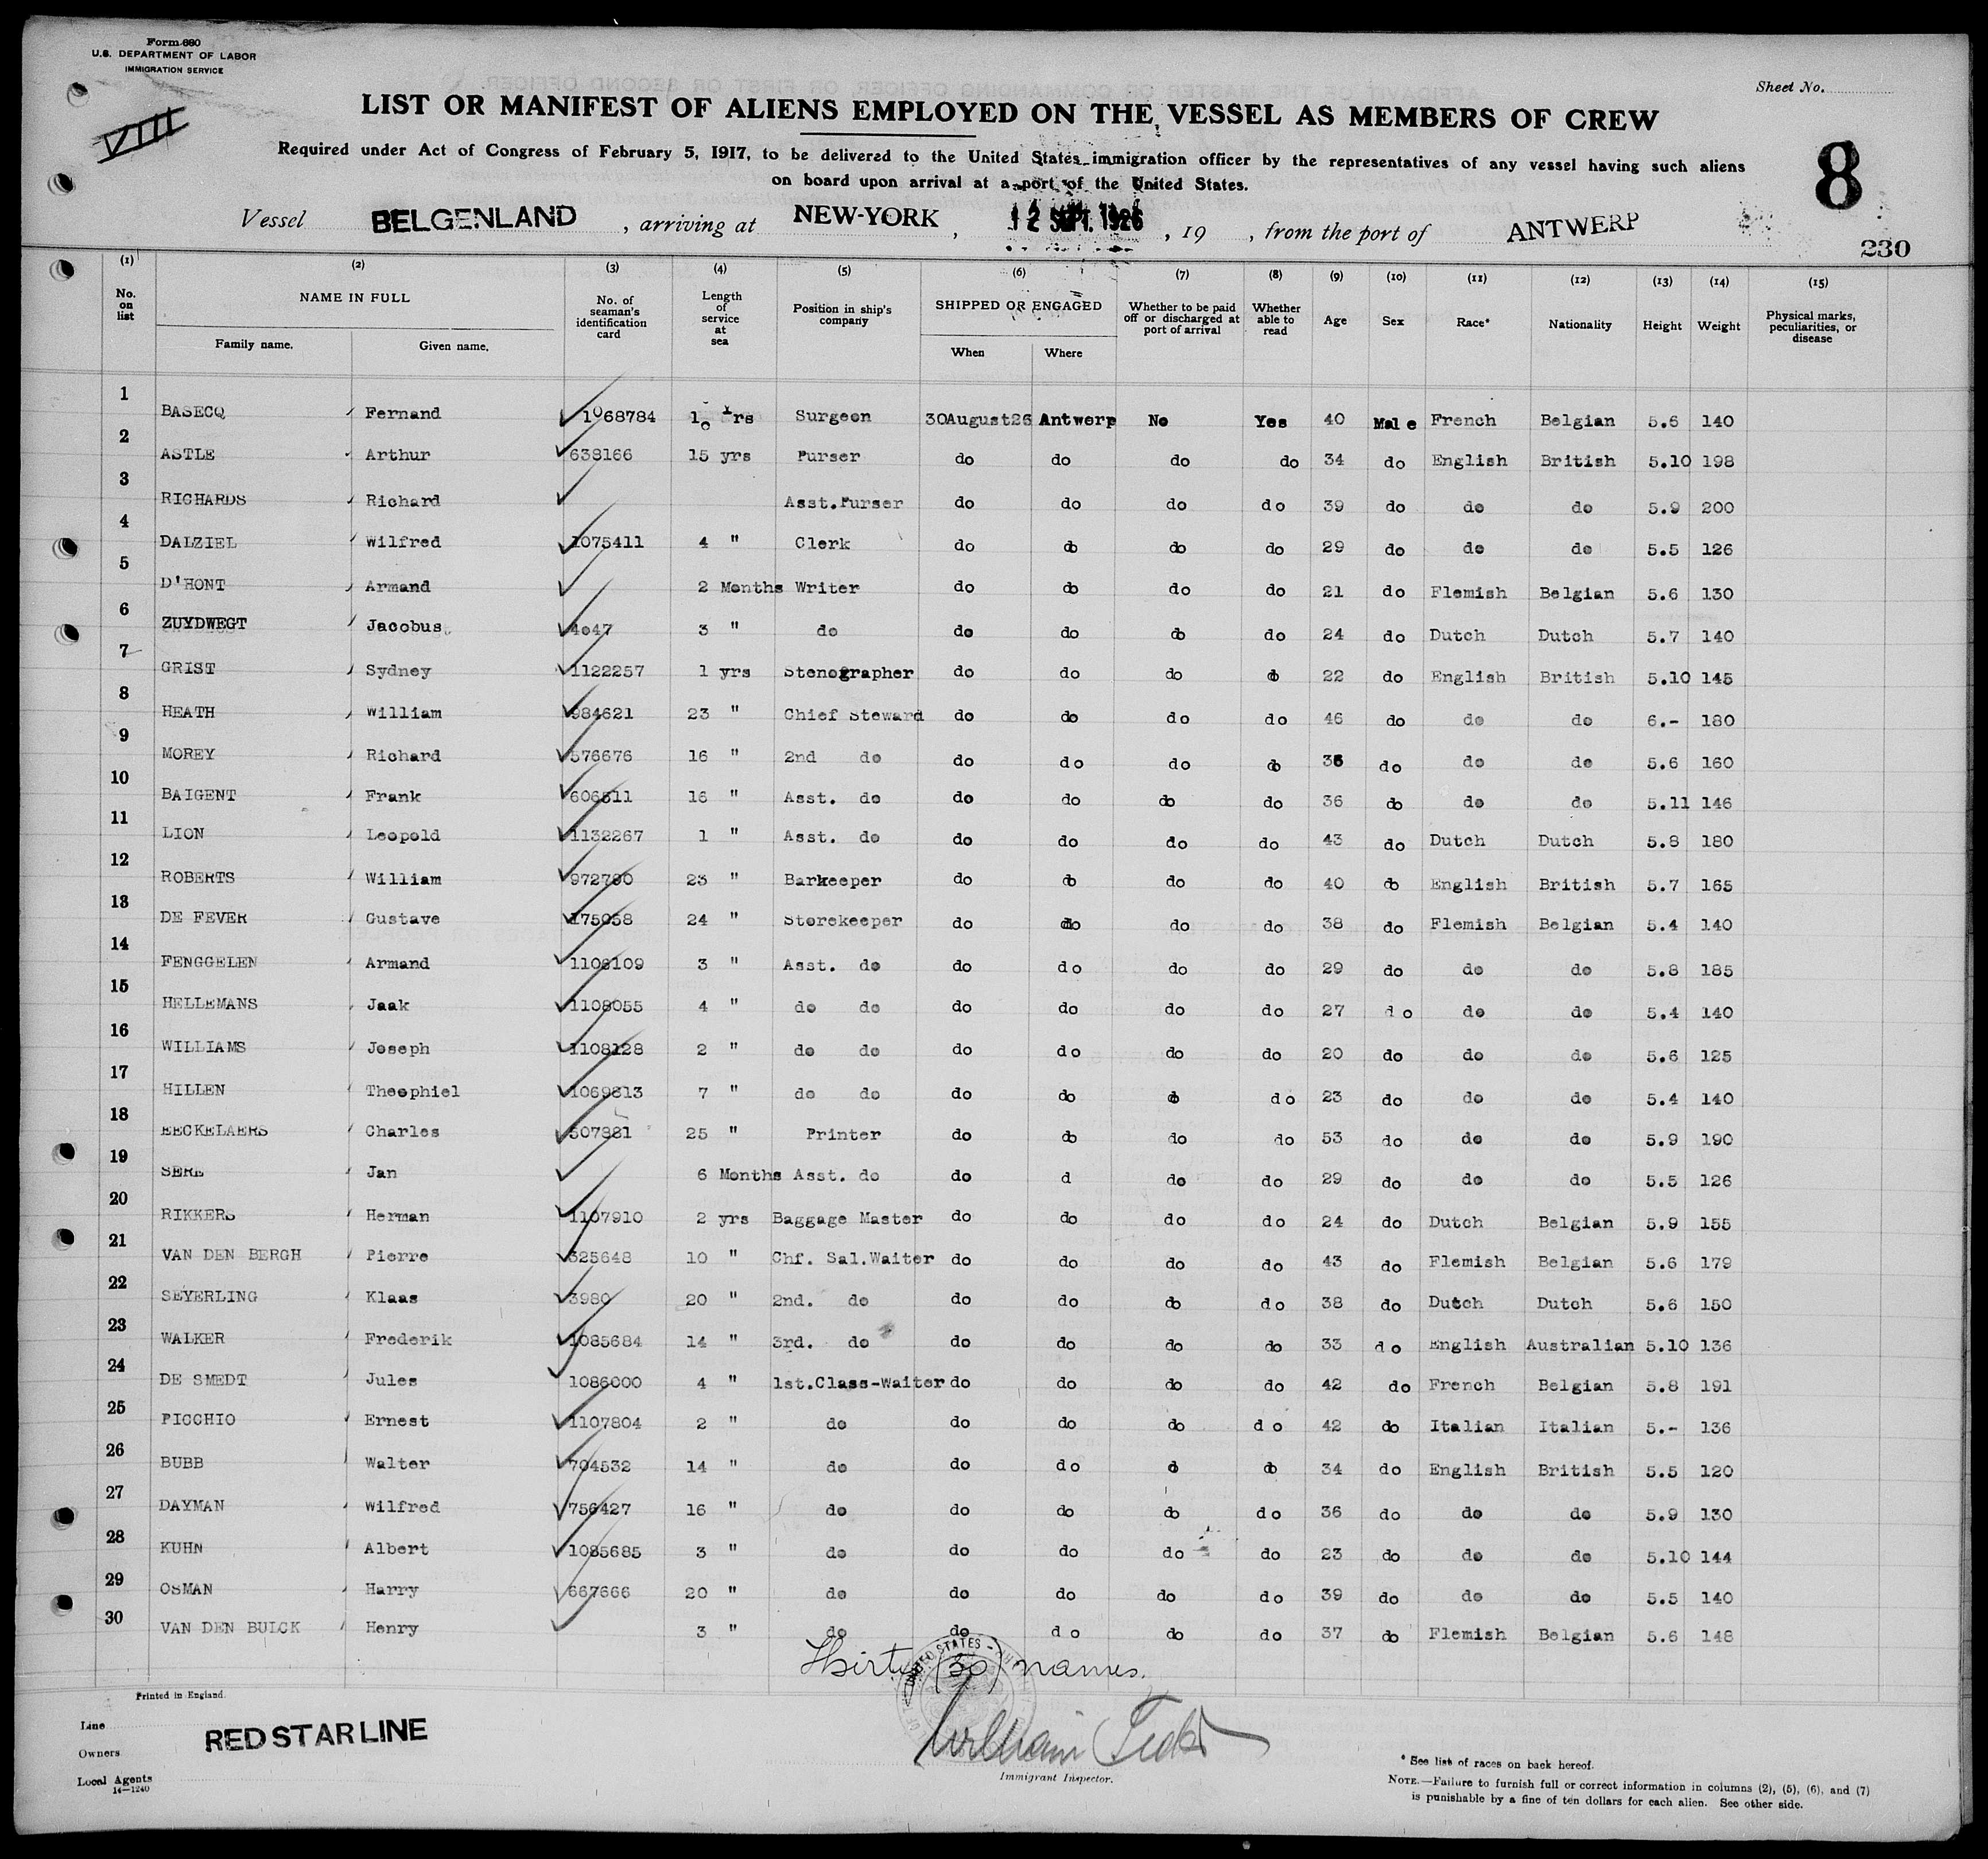 Form 680
U.S. DEPARTMENT OF LABOR
IMMIGRATION SERVICE
Sheet No.
VIII
LIST OR MANIFEST OF ALIENS EMPLOYED ON THE VESSEL AS MEMBERS OF CREW
Required under Act of Congress of February 5, 1917, to be delivered to the United States immigration officer by the representatives of any vessel having such aliens
on board upon arrival at a port of the United States.
8
Vessel BELGENLAND, arriving at NEW-YORK, 12 SEPT. 1926, 19 , from the port of ANTWERP
230
(1) (2) (3) (4) (5) (6) (7) (8) (9) (10) (11) (12) (13) (14) (15)
No. on list NAME IN FULL Family name. Given name. No. of seaman's identification card Length of service at sea Position in ship's company SHIPPED OR ENGAGED When Where Whether to be paid off or discharged at port of arrival Whether able to read Age Sex Race* Nationality Height Weight Physical marks, peculiarities, or disease
1 BASECQ Fernand 1068784 Yrs Surgeon 30August26 Antwerp No Yes 40 Male French Belgian 5.6 140
2 ASTLE Arthur 638166 15 yrs Purser do do do do 34 do English British 5.10 198
3 RICHARDS Richard Asst.Purser do do do do 39 do do do 5.9 200
4 DALZIEL Wilfred 1075411 4 " Clerk do do do do 29 do do do 5.5 126
5 D'HONT Armand 2 Months Writer do do do do 21 do Flemish Belgian 5.6 130
6 ZUYDWEGT Jacobus 4047 3 " do do do do do 24 do Dutch Dutch 5.7 140
7 GRIST Sydney 1122257 1 yrs Stenographer do do do do 22 do English British 5.10 145
8 HEATH William 984621 23 " Chief Steward do do do do 46 do do do 6.- 180
9 MOREY Richard 576676 16 " 2nd do do do do do 36 do do do 5.6 160
10 BAIGENT Frank 606511 16 " Asst. do do do do do 36 do do do 5.11 146
11 LION Leopold 1132267 1 " Asst. do do do do do 43 do Dutch Dutch 5.8 180
12 ROBERTS William 972790 23 " Barkeeper do do do do 40 do English British 5.7 165
13 DE FEVER Gustave 175058 24 " Storekeeper do do do do 38 do Flemish Belgian 5.4 140
14 FENGGELEN Armand 1108109 3 " Asst. do do do do do 29 do do do 5.8 185
15 HELLEMANS Jaak 1108055 4 " do do do do do do 27 do do do 5.4 140
16 WILLIAMS Joseph 1108128 2 " do do do do do do 20 do do do 5.6 125
17 HILLEN Theophiel 1069813 7 " do do do do do do 23 do do do 5.4 140
18 EECKELAERS Charles 507381 25 " Printer do do do do 53 do do do 5.9 190
19 SERE Jan 6 Months Asst. do do d do do 29 do do do 5.5 126
20 RIKKERS Herman 1107910 2 yrs Baggage Master do do do do 24 do Dutch Belgian 5.9 155
21 VAN DEN BERGH Pierre 325648 10 " Chf. Sal.Waiter do do do do 43 do Flemish Belgian 5.6 179
22 SEYERLING Klaas 3980 20 " 2nd. do do do do do 38 do Dutch Dutch 5.6 150
23 WALKER Frederik 1085684 14 " 3rd. do do do do do 33 do English Australian 5.10 136
24 DE SMEDT Jules 1086000 4 " 1st.Class-Waiter do do do do 42 do French Belgian 5.8 191
25 PICCHIO Ernest 1107804 2 " do do do do do 42 do Italian Italian 5.- 136
26 BUBB Walter 704532 14 " do do do do do 34 do English British 5.5 120
27 DAYMAN Wilfred 756427 16 " do do do do do 36 do do do 5.9 130
28 KUHN Albert 1085685 3 " do do do do do 23 do do do 5.10 144
29 OSMAN Harry 667666 20 " do do do do do 39 do do do 5.5 140
30 VAN DEN BULCK Henry 3 " do do do do do 37 do Flemish Belgian 5.6 148
Thirty (30) names.
Printed in England.
Line
Owners
RED STAR LINE
Local Agents
14—1240
William
Immigrant Inspector.
* See list of races on back hereof.
NOTE.—Failure to furnish full or correct information in columns (2), (5), (6), and (7)
is punishable by a fine of ten dollars for each alien. See other side.